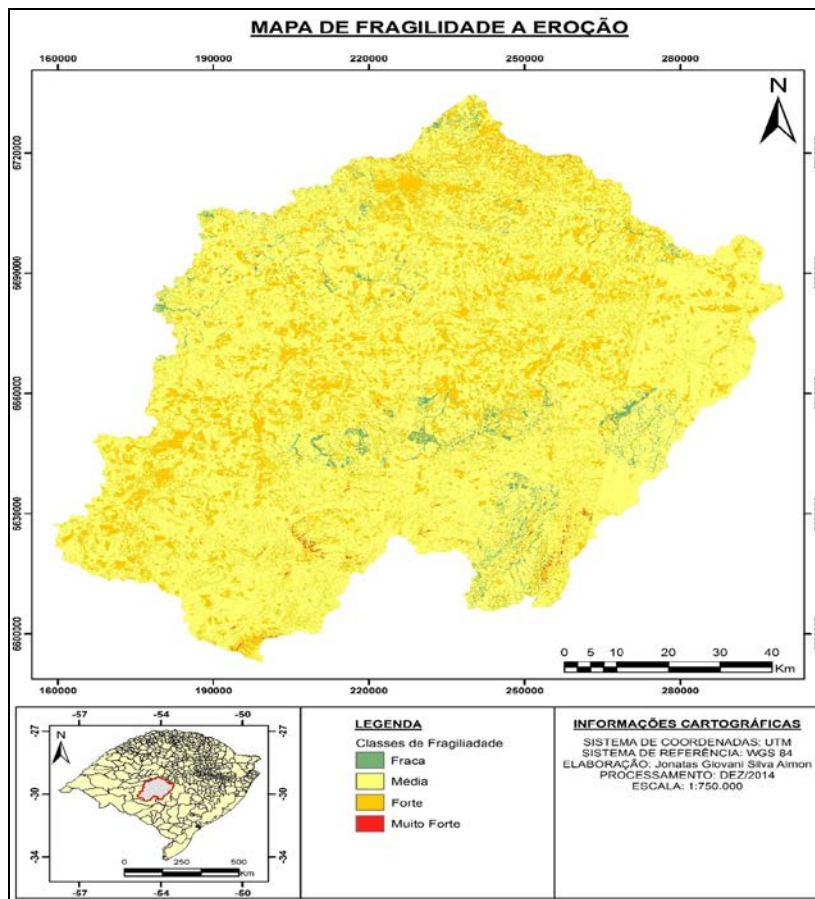 MAPA DE FRAGILIDADE A EROÇÃO
160000 190000 220000 250000 280000
N
6720000
6690000
6660000
6630000
6600000
0 5 10 20 30 40
Km
160000 190000 220000 250000 280000
-57 -54 -50
N
-27
-30
-34
0 250 500
Km
-57 -54 -50
LEGENDA
Classes de Fragiliadade
Fraca
Média
Forte
Muito Forte
INFORMAÇÕES CARTOGRÁFICAS
SISTEMA DE COORDENADAS: UTM
SISTEMA DE REFERÊNCIA: WGS 84
ELABORAÇÃO: Jonatas Giovani Silva Aimon
PROCESSAMENTO: DEZ/2014
ESCALA: 1:750.000